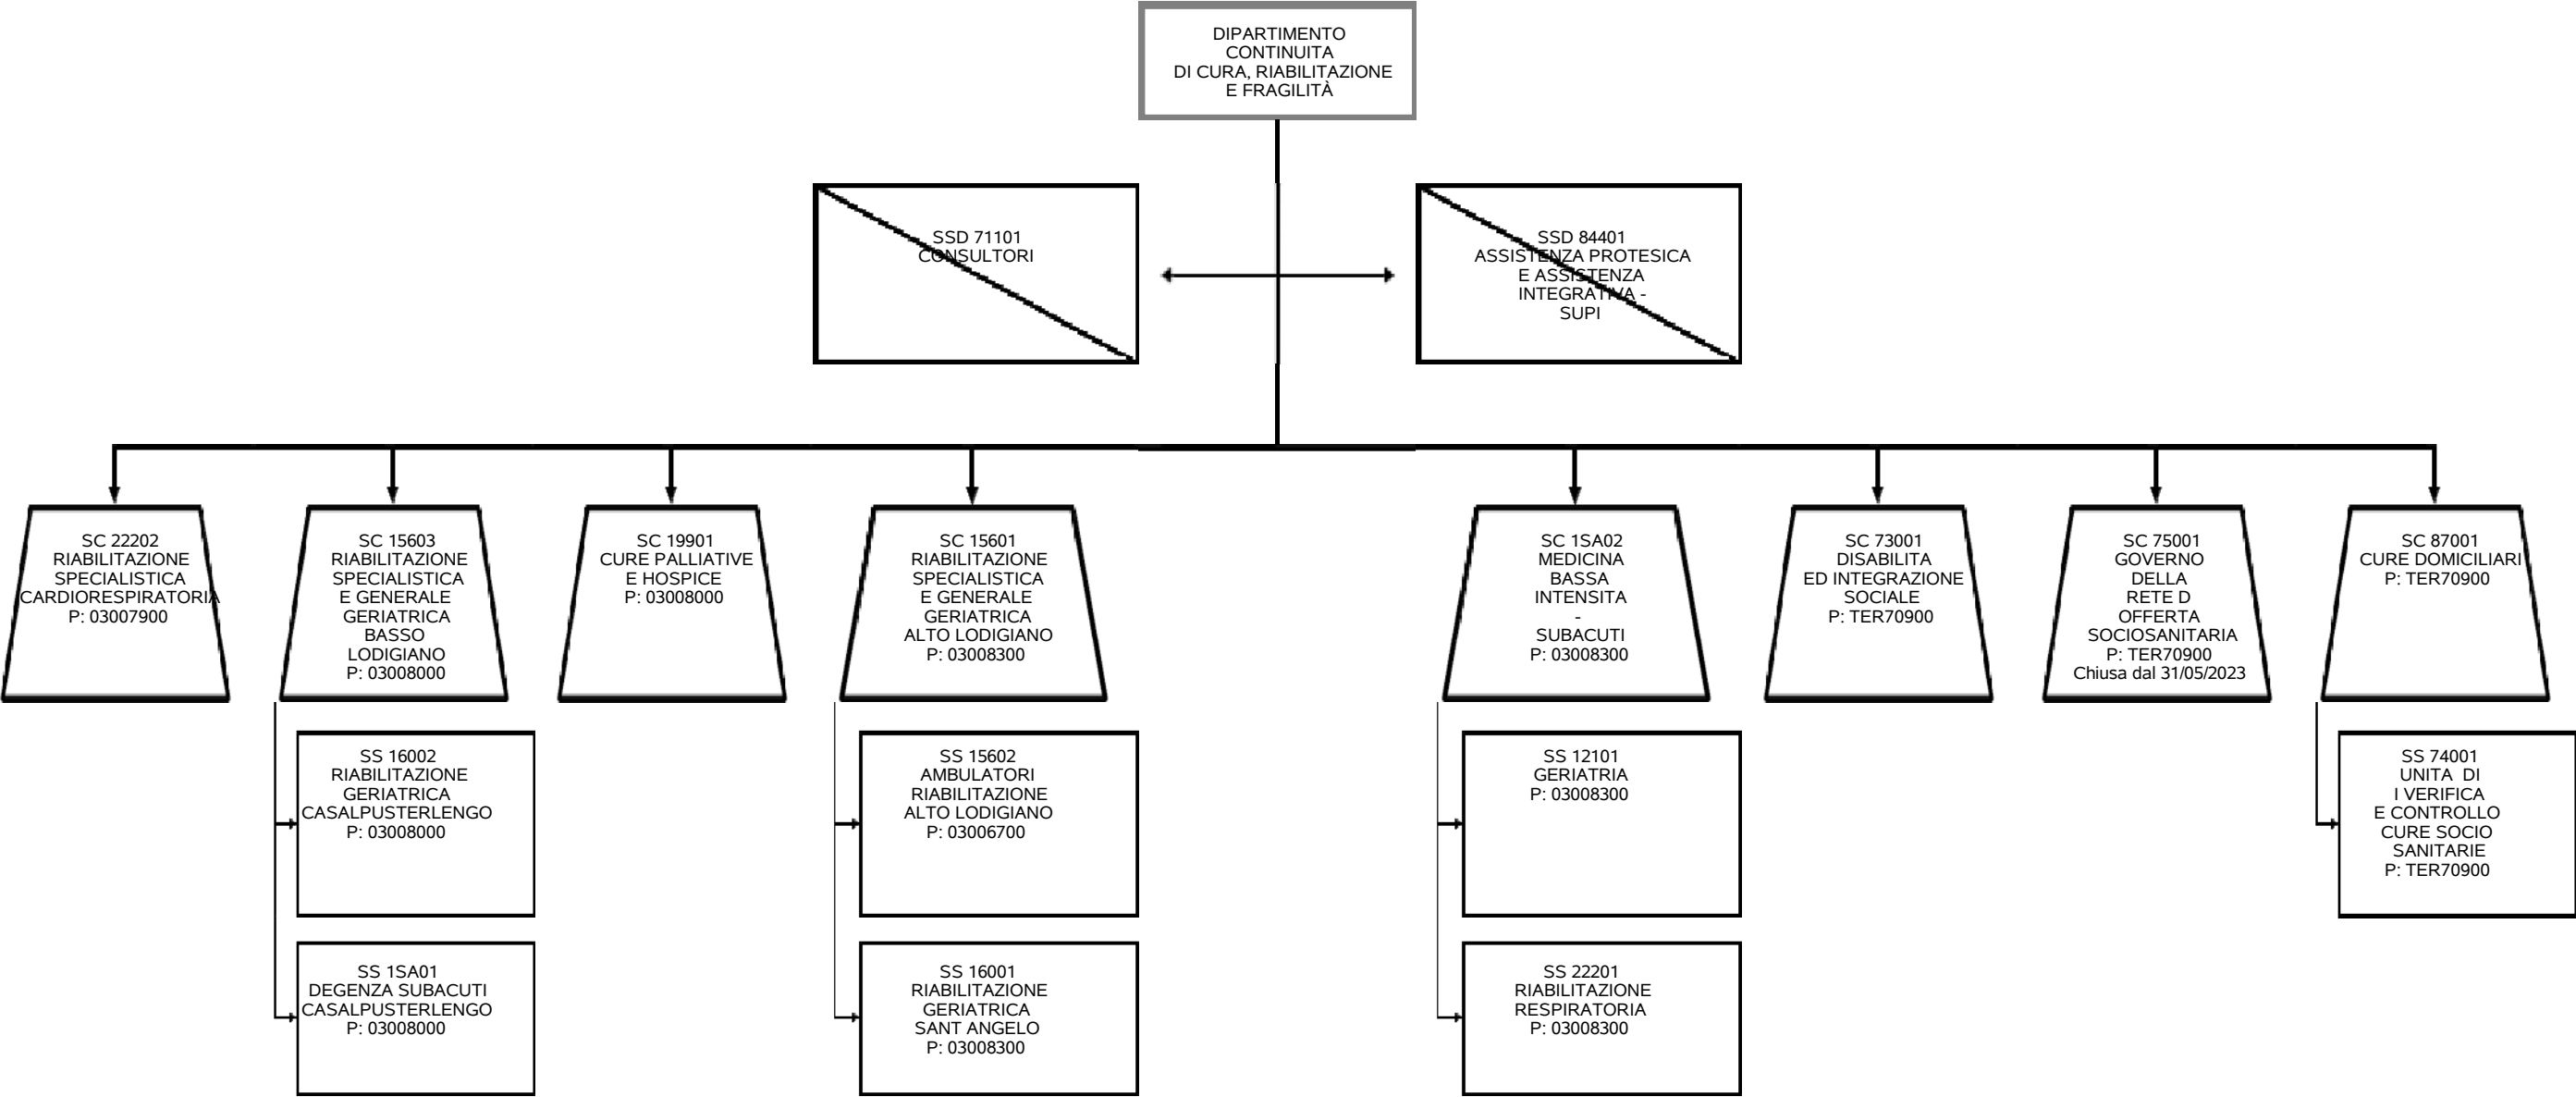 DIPARTIMENTO
CONTINUITA
DI CURA, RIABILITAZIONE
E FRAGILITÀ
SSD 71101
CONSULTORI
SSD 84401
ASSISTENZA PROTESICA
E ASSISTENZA
INTEGRATIVA -
SUPI
SC 22202
RIABILITAZIONE
SPECIALISTICA
CARDIORESPIRATORIA
P: 03007900
SC 15603
RIABILITAZIONE
SPECIALISTICA
E GENERALE
GERIATRICA
BASSO
LODIGIANO
P: 03008000
SC 19901
CURE PALLIATIVE
E HOSPICE
P: 03008000
SC 15601
RIABILITAZIONE
SPECIALISTICA
E GENERALE
GERIATRICA
ALTO LODIGIANO
P: 03008300
SC 1SA02
MEDICINA
BASSA
INTENSITA
-
SUBACUTI
P: 03008300
SC 73001
DISABILITA
ED INTEGRAZIONE
SOCIALE
P: TER70900
SC 75001
GOVERNO
DELLA
RETE D
OFFERTA
SOCIOSANITARIA
P: TER70900
Chiusa dal 31/05/2023
SC 87001
CURE DOMICILIARI
P: TER70900
SS 16002
RIABILITAZIONE
GERIATRICA
CASALPUSTERLENGO
P: 03008000
SS 15602
AMBULATORI
RIABILITAZIONE
ALTO LODIGIANO
P: 03006700
SS 12101
GERIATRIA
P: 03008300
SS 74001
UNITA DI
I VERIFICA
E CONTROLLO
CURE SOCIO
SANITARIE
P: TER70900
SS 1SA01
DEGENZA SUBACUTI
CASALPUSTERLENGO
P: 03008000
SS 16001
RIABILITAZIONE
GERIATRICA
SANT ANGELO
P: 03008300
SS 22201
RIABILITAZIONE
RESPIRATORIA
P: 03008300